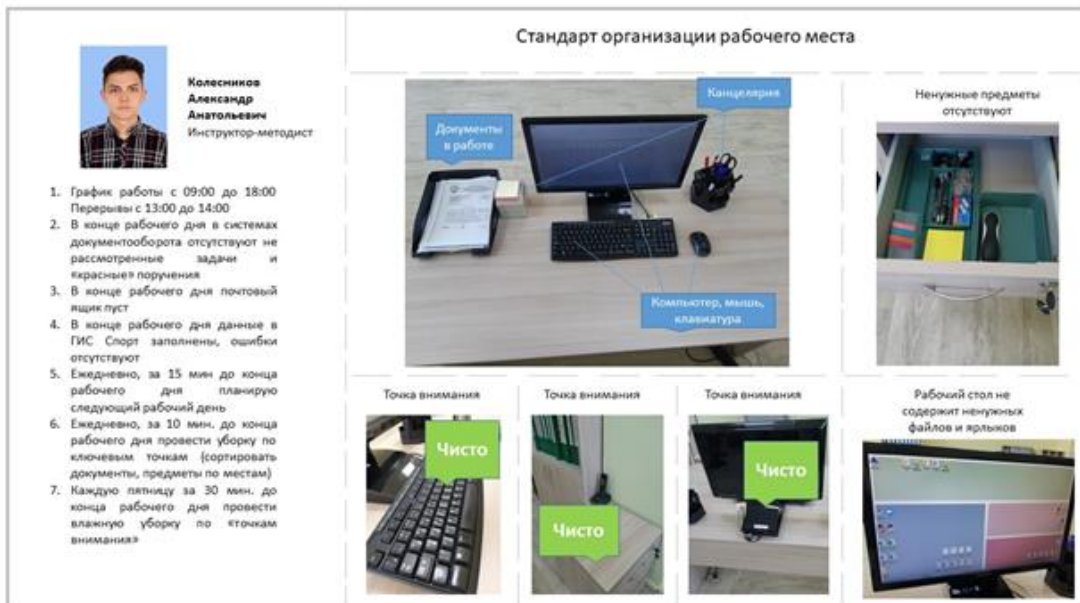 Стандарт организации рабочего места
Колесников
Александр
Анатольевич
Инструктор-методист
1. График работы с 09:00 до 18:00
Перерывы с 13:00 до 14:00
2. В конце рабочего дня в системах
документооборота отсутствуют не
рассмотренные задачи и
«красные» поручения
3. В конце рабочего дня почтовый
ящик пуст
4. В конце рабочего дня данные в
ГИС Спорт заполнены, ошибки
отсутствуют
5. Ежедневно, за 15 мин до конца
рабочего дня планирую
следующий рабочий день
6. Ежедневно, за 10 мин. до конца
рабочего дня провести уборку по
ключевым точкам (сортировать
документы, предметы по местам)
7. Каждую пятницу за 30 мин. до
конца рабочего дня провести
влажную уборку по «точкам
внимания»
Документы
в работе
Канцелярия
Компьютер, мышь,
клавиатура
Ненужные предметы
отсутствуют
Точка внимания
Чисто
Точка внимания
Чисто
Точка внимания
Чисто
Рабочий стол не
содержит ненужных
файлов и ярлыков